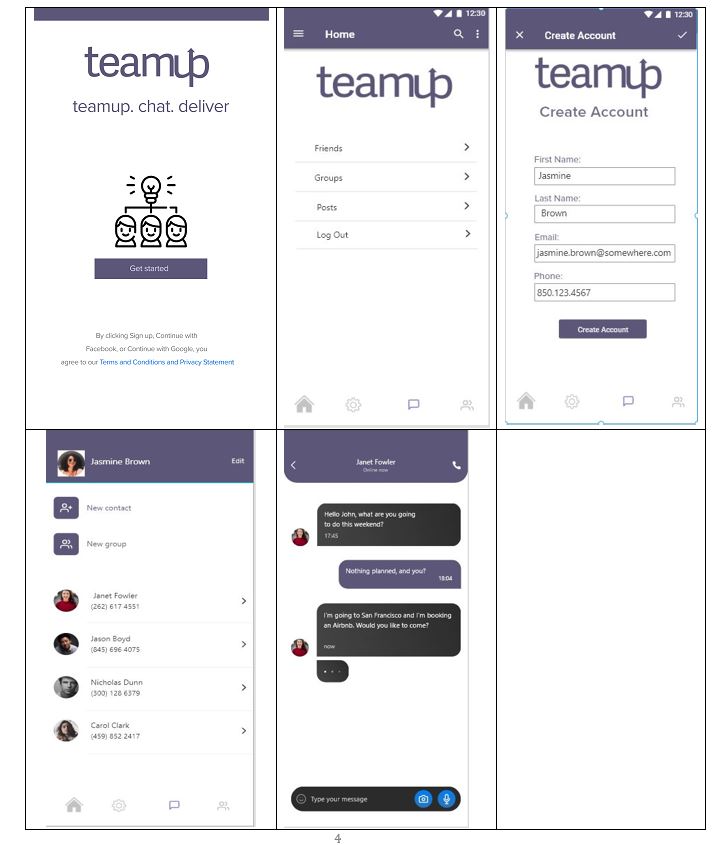 teamup
teamup. chat. deliver
Get started
By clicking Sign up, Continue with
Facebook, or Continue with Google, you
agree to our Terms and Conditions and Privacy Statement
12:30
Home
teamup
Friends
Groups
Posts
Log Out
12:30
Create Account
teamup
Create Account
First Name:
Jasmine
Last Name:
Brown
Email:
jasmine.brown@somewhere.com
Phone:
850.123.4567
Create Account
Jasmine Brown
Edit
New contact
New group
Janet Fowler
(262) 617 4551
Jason Boyd
(845) 696 4075
Nicholas Dunn
(300) 128 6379
Carol Clark
(459) 852 2417
Janet Fowler
Online now
Hello John, what are you going
to do this weekend?
17:45
Nothing planned, and you?
18:04
I'm going to San Francisco and I'm booking
an Airbnb. Would you like to come?
now
Type your message
4